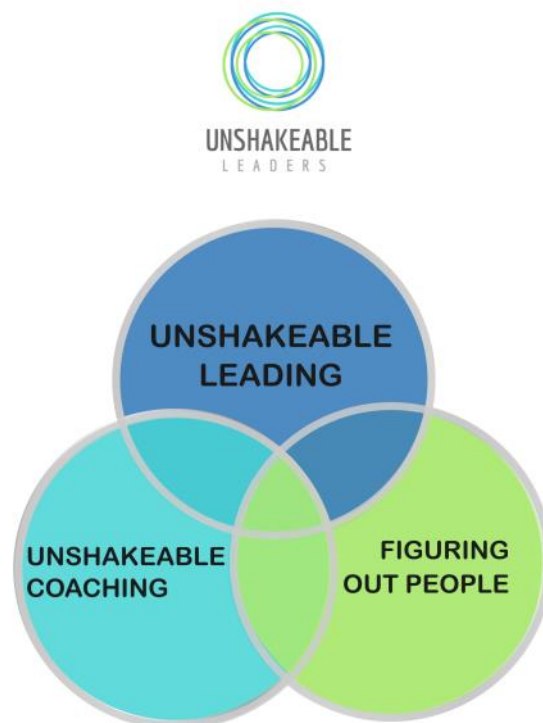 UNSHAKEABLE
LEADERS
UNSHAKEABLE
LEADING
UNSHAKEABLE
COACHING
FIGURING
OUT PEOPLE